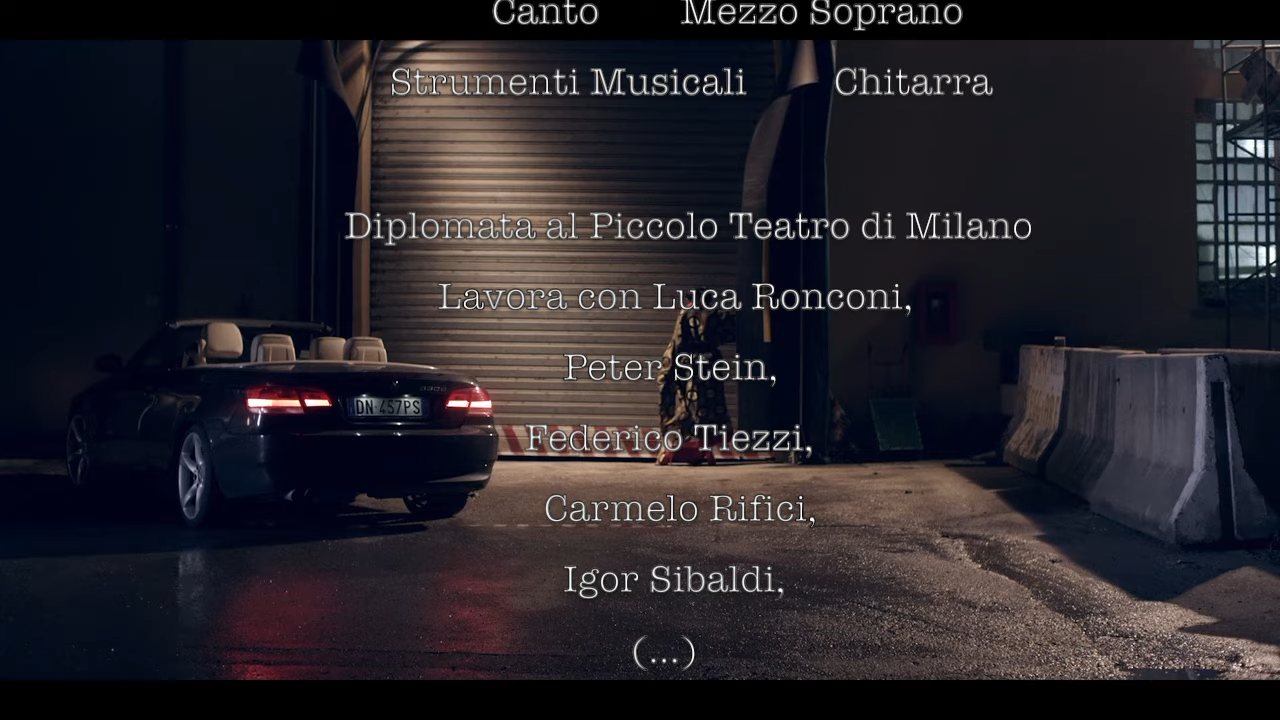 Canto Mezzo Soprano
Strumenti Musicali Chitarra
Diplomata al Piccolo Teatro di Milano
Lavora con Luca Ronconi,
Peter Stein,
DN 457PS
Federico Tiezzi,
Carmelo Rifici,
Igor Sibaldi,
(...)